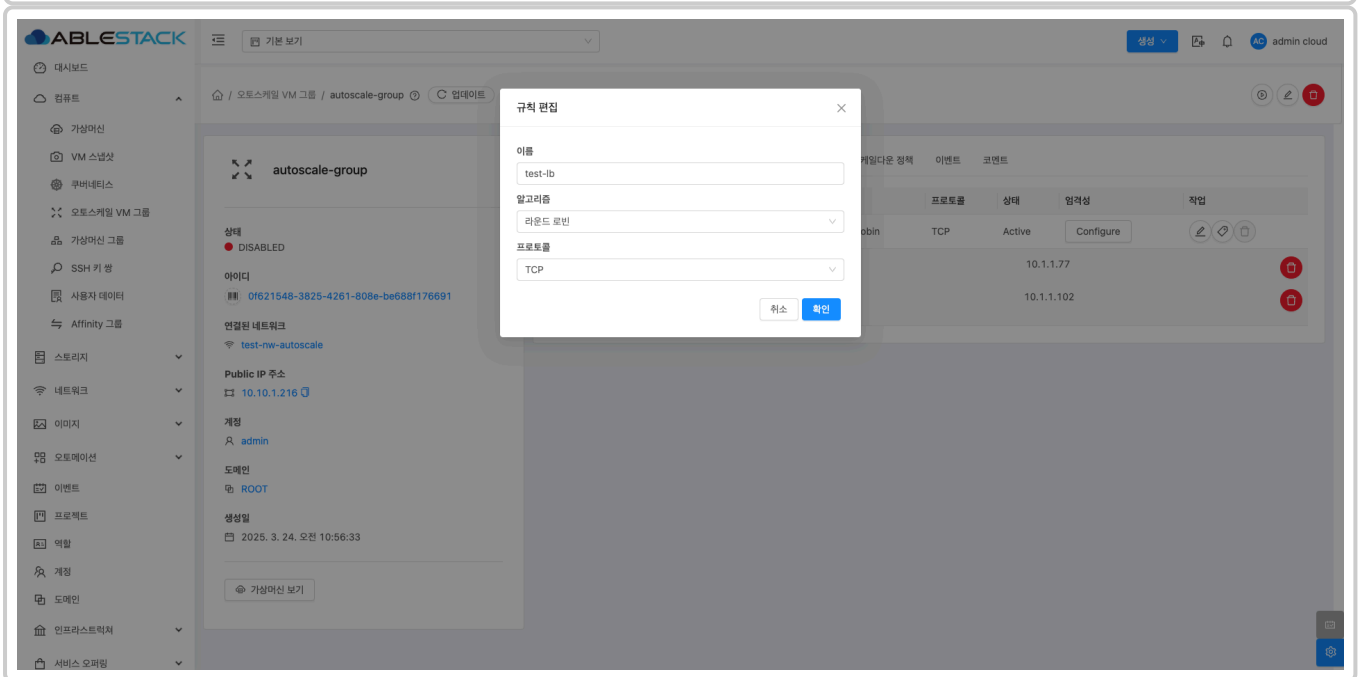 ABLESTACK
기본 보기
생성
AC admin cloud
대시보드
컴퓨트
가상머신
VM 스냅샷
쿠버네티스
오토스케일 VM 그룹
가상머신 그룹
SSH 키 쌍
사용자 데이터
Affinity 그룹
스토리지
네트워크
이미지
오토메이션
이벤트
프로젝트
역할
계정
도메인
인프라스트럭쳐
서비스 오퍼링
/ 오토스케일 VM 그룹 / autoscale-group 업데이트
autoscale-group
상태
DISABLED
아이디
0f621548-3825-4261-808e-be688f176691
연결된 네트워크
test-nw-autoscale
Public IP 주소
10.10.1.216
계정
admin
도메인
ROOT
생성일
2025. 3. 24. 오전 10:56:33
가상머신 보기
규칙 편집
이름
test-lb
알고리즘
라운드 로빈
프로토콜
TCP
취소 확인
케일다운 정책 이벤트 코멘트
프로토콜 상태 엄격성 작업
obin TCP Active Configure
10.1.1.77
10.1.1.102